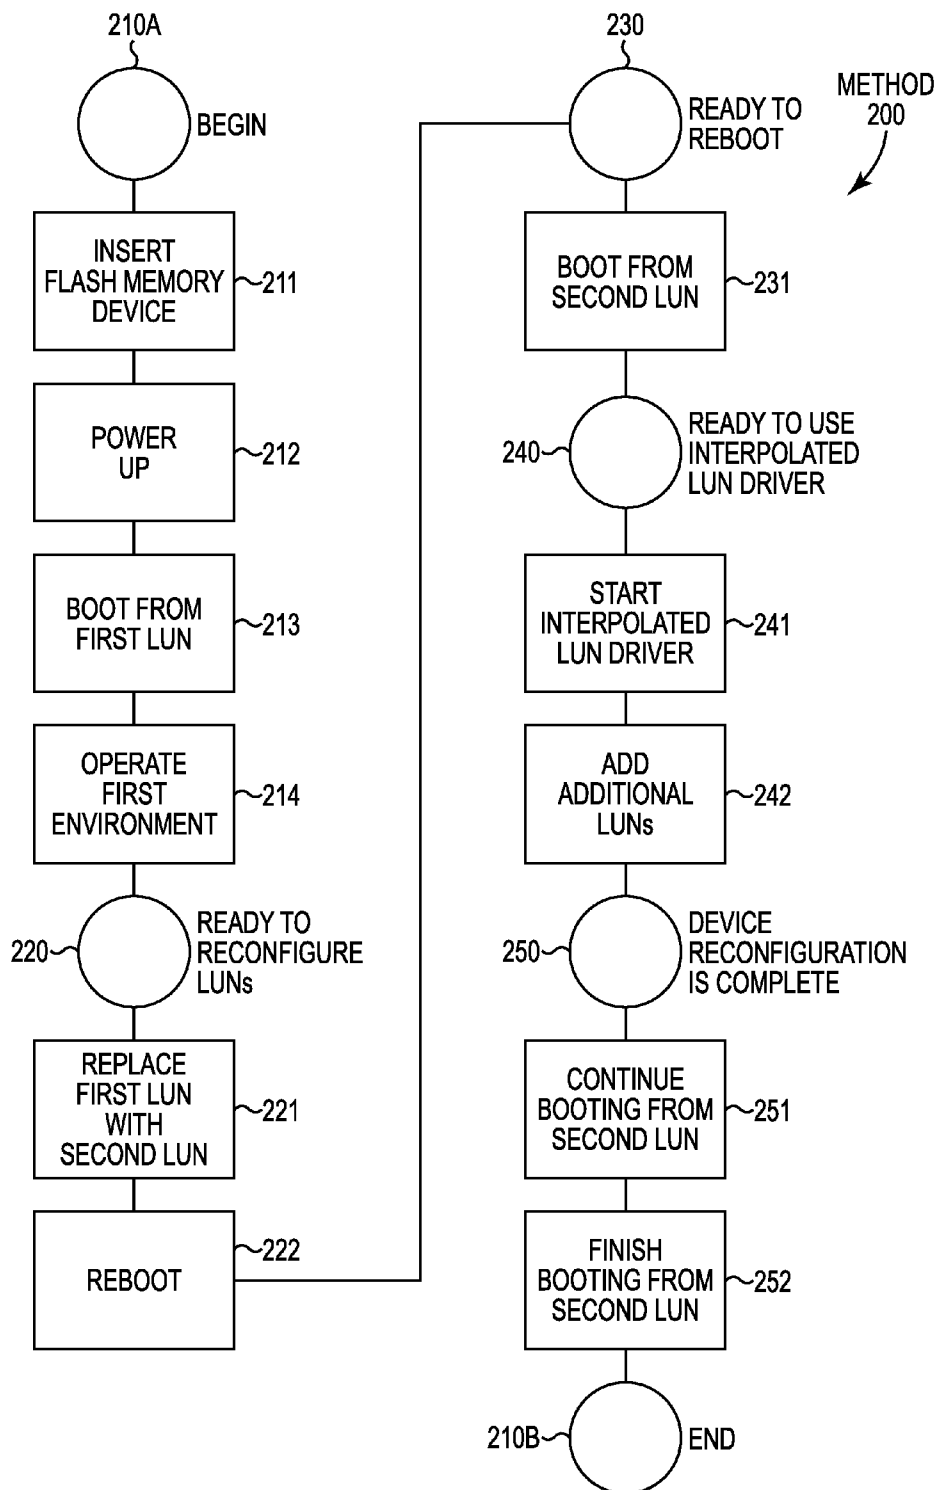 210A
BEGIN
INSERT
FLASH MEMORY
DEVICE
211
POWER
UP
212
BOOT FROM
FIRST LUN
213
OPERATE
FIRST
ENVIRONMENT
214
220
READY TO
RECONFIGURE
LUNs
REPLACE
FIRST LUN
WITH
SECOND LUN
221
REBOOT
222
230
READY TO
REBOOT
METHOD
200
BOOT FROM
SECOND LUN
231
240
READY TO USE
INTERPOLATED
LUN DRIVER
START
INTERPOLATED
LUN DRIVER
241
ADD
ADDITIONAL
LUNs
242
250
DEVICE
RECONFIGURATION
IS COMPLETE
CONTINUE
BOOTING FROM
SECOND LUN
251
FINISH
BOOTING FROM
SECOND LUN
252
210B
END